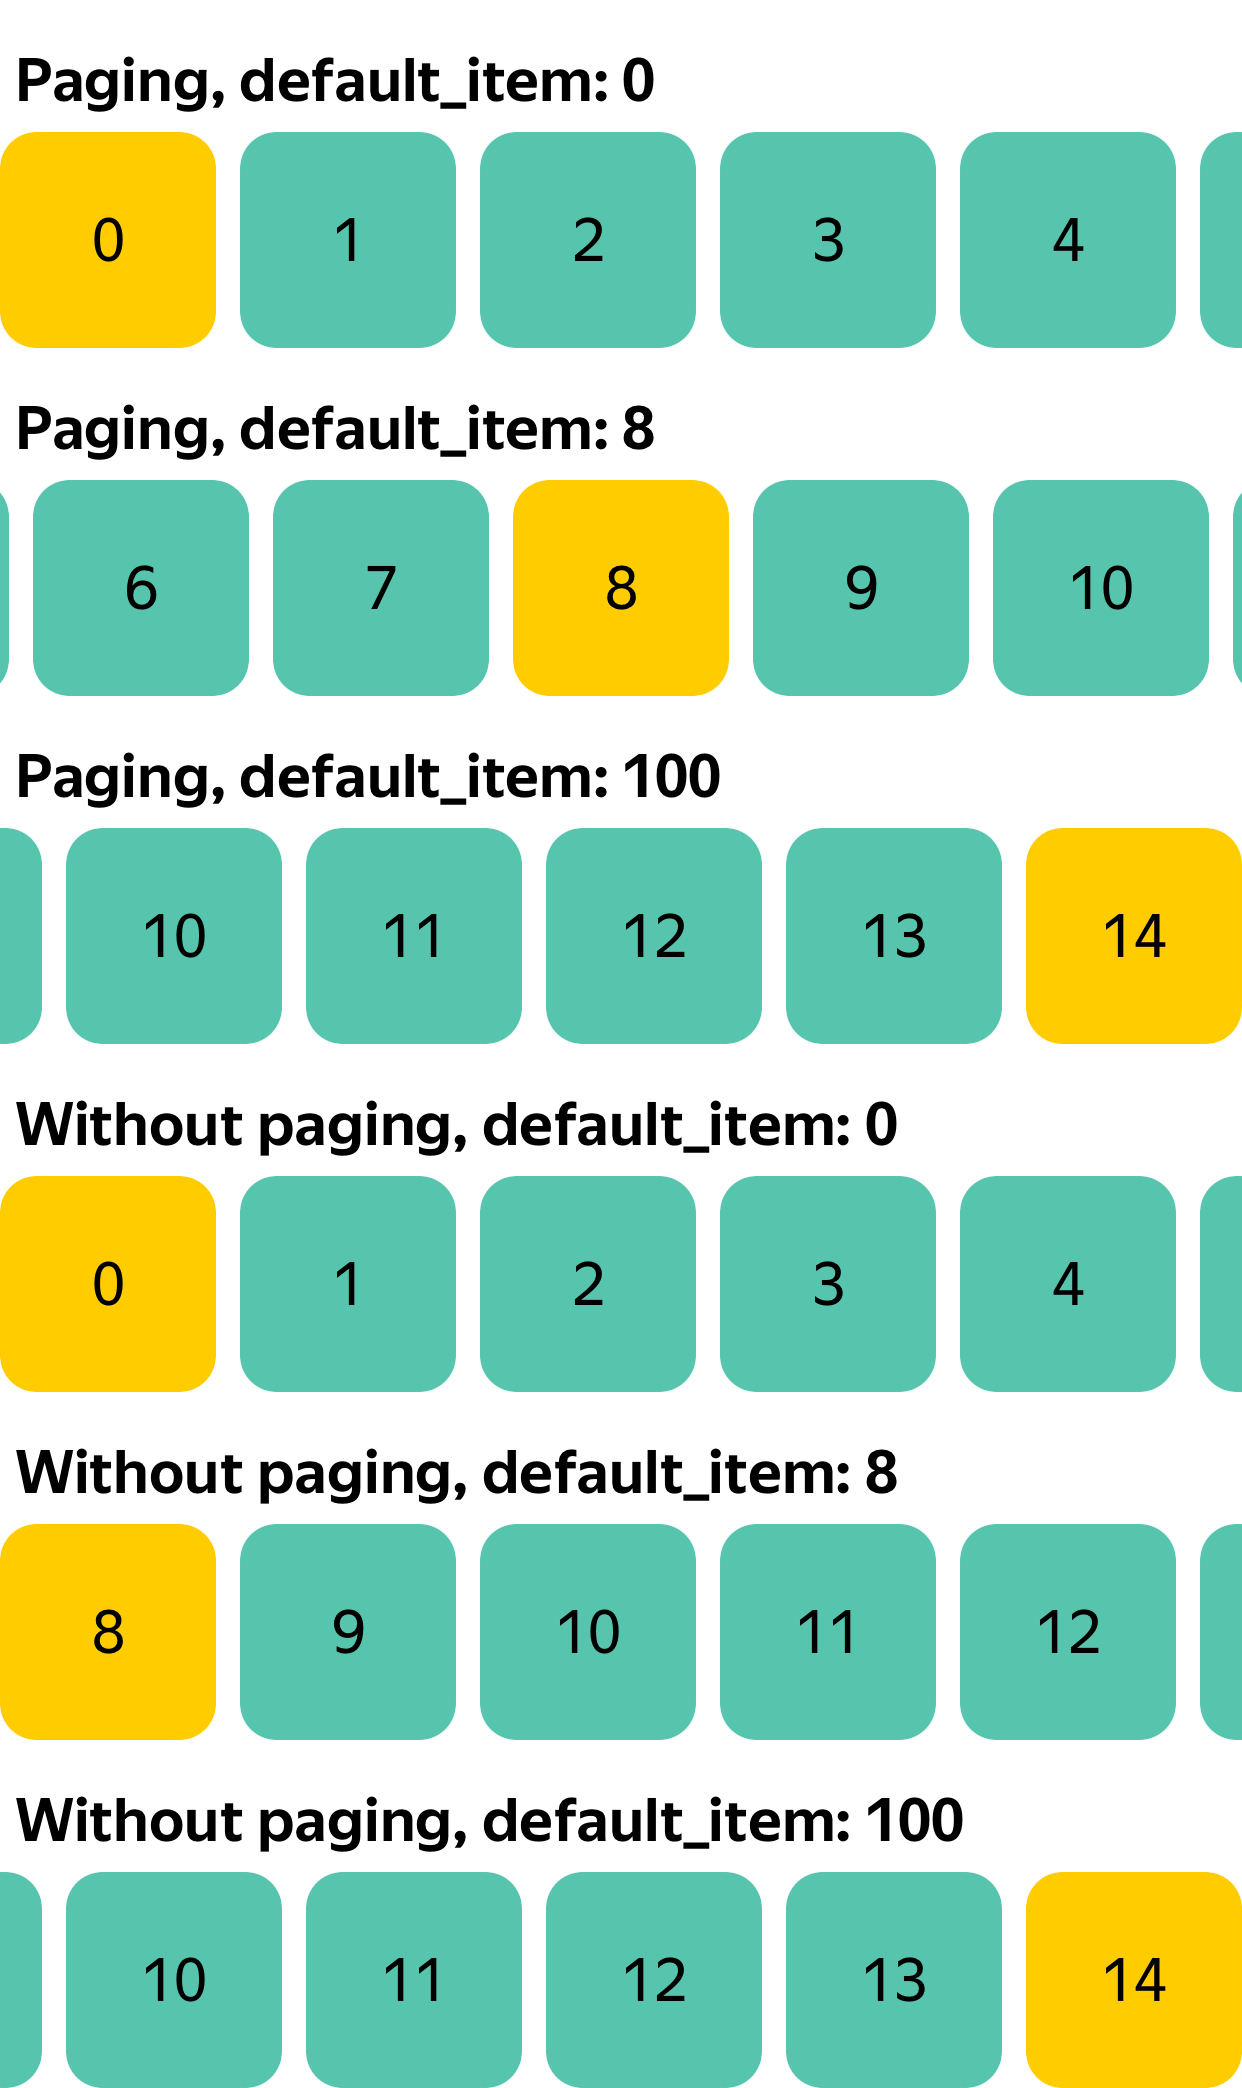 Paging, default_item: 0
0 1 2 3 4
Paging, default_item: 8
6 7 8 9 10
Paging, default_item: 100
10 11 12 13 14
Without paging, default_item: 0
0 1 2 3 4
Without paging, default_item: 8
8 9 10 11 12
Without paging, default_item: 100
10 11 12 13 14